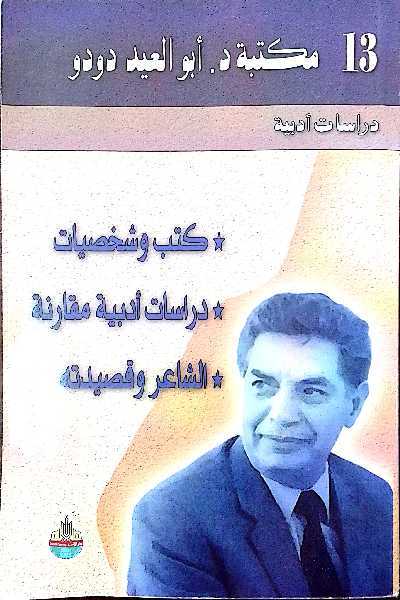 13 مكتبة د. أبو العيد دودو
دراسات أدبية
* كتب وشخصيات
* دراسات أدبية مقارنة
* الشاعر وقصيدته